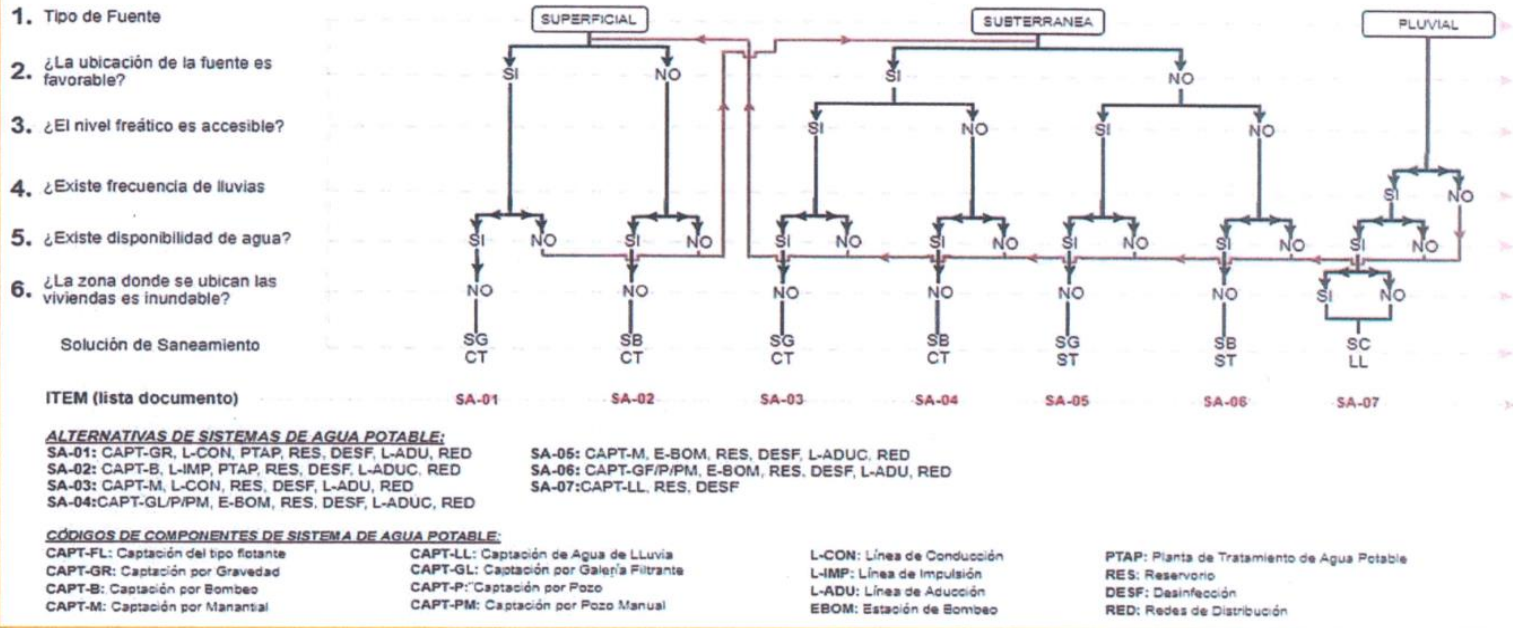 1. Tipo de Fuente
SUPERFICIAL
SUBTERRANEA
PLUVIAL
2. ¿La ubicación de la fuente es
favorable?
SI NO SI NO
3. ¿El nivel freático es accesible?
SI NO SI NO
4. ¿Existe frecuencia de lluvias
SI NO
5. ¿Existe disponibilidad de agua?
SI NO SI NO SI NO SI NO SI NO SI NO SI NO
6. ¿La zona donde se ubican las
viviendas es inundable?
NO NO NO NO NO NO SI NO
Solución de Saneamiento
SG SB SG SB SG SB SC
CT CT CT CT ST ST LL
ITEM (lista documento) SA-01 SA-02 SA-03 SA-04 SA-05 SA-06 SA-07
ALTERNATIVAS DE SISTEMAS DE AGUA POTABLE:
SA-01: CAPT-GR, L-CON, PTAP, RES, DESF, L-ADU, RED
SA-02: CAPT-B, L-IMP, PTAP, RES, DESF, L-ADUC, RED
SA-03: CAPT-M, L-CON, RES, DESF, L-ADU, RED
SA-04:CAPT-GL/P/PM, E-BOM, RES, DESF, L-ADUC, RED
SA-05: CAPT-M, E-BOM, RES, DESF, L-ADUC, RED
SA-06: CAPT-GF/P/PM, E-BOM, RES, DESF, L-ADU, RED
SA-07:CAPT-LL, RES, DESF
CÓDIGOS DE COMPONENTES DE SISTEMA DE AGUA POTABLE:
CAPT-FL: Captación del tipo flotante
CAPT-GR: Captación por Gravedad
CAPT-B: Captación por Bombeo
CAPT-M: Captación por Manantial
CAPT-LL: Captación de Agua de LLuvia
CAPT-GL: Captación por Galería Filtrante
CAPT-P: Captación por Pozo
CAPT-PM: Captación por Pozo Manual
L-CON: Línea de Conducción
L-IMP: Línea de Impulsión
L-ADU: Línea de Aducción
EBOM: Estación de Bombeo
PTAP: Planta de Tratamiento de Agua Potable
RES: Reservorio
DESF: Desinfección
RED: Redes de Distribución